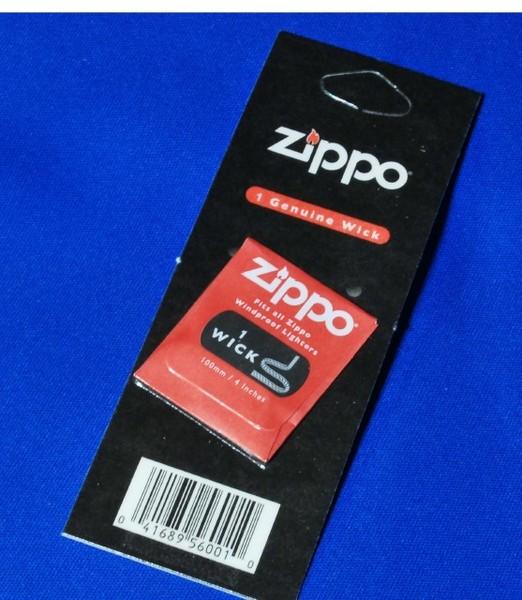 Zippo
1 Genuine Wick
Zippo
Fits all Zippo
Windproof Lighters
1
WICK
100mm / 4 Inches
0 41689 56001 0